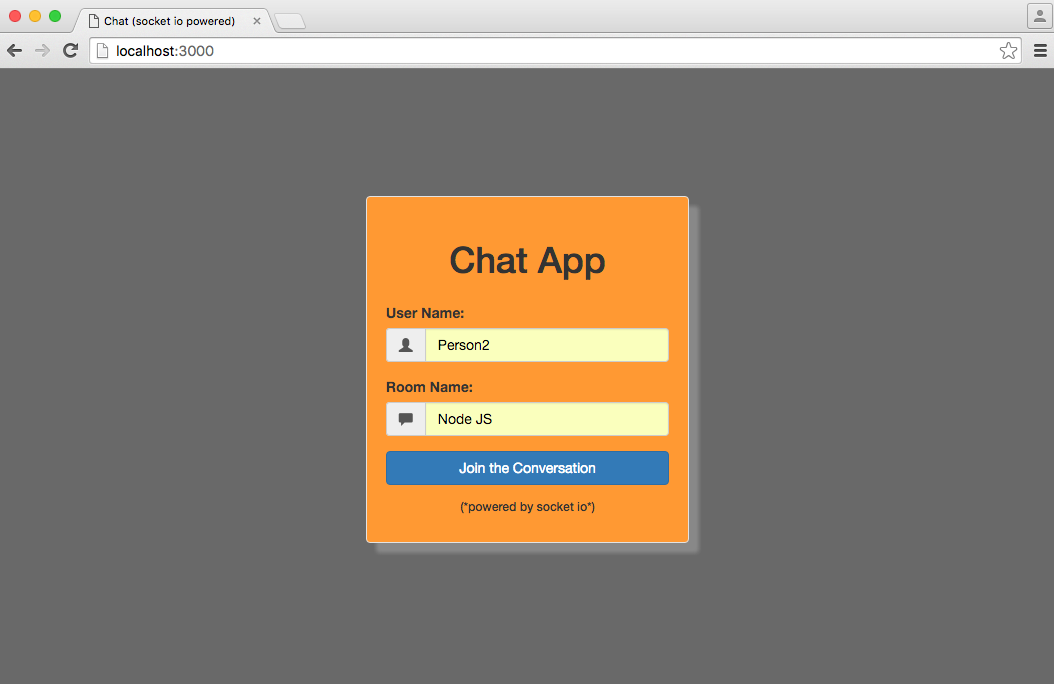 Chat (socket io powered)
localhost:3000
Chat App
User Name:
Person2
Room Name:
Node JS
Join the Conversation
(*powered by socket io*)